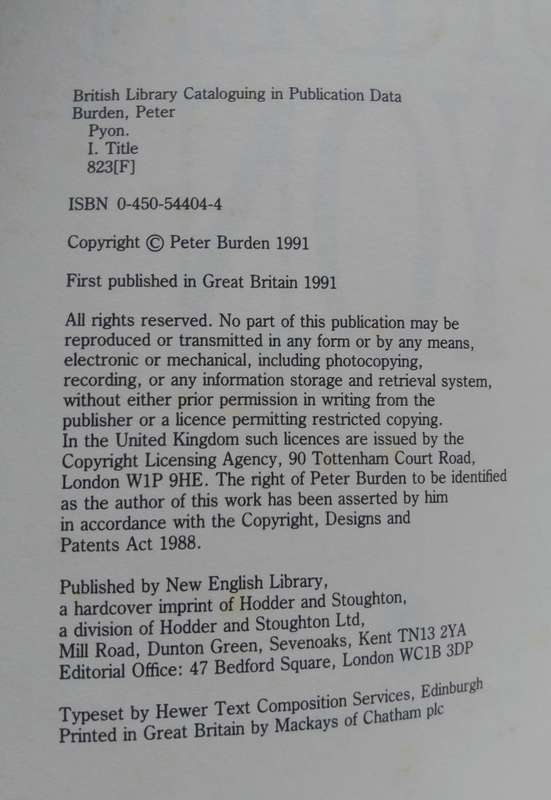 British Library Cataloguing in Publication Data
Burden, Peter
Pyon.
I. Title
823[F]
ISBN 0-450-54404-4
Copyright © Peter Burden 1991
First published in Great Britain 1991
All rights reserved. No part of this publication may be
reproduced or transmitted in any form or by any means,
electronic or mechanical, including photocopying,
recording, or any information storage and retrieval system,
without either prior permission in writing from the
publisher or a licence permitting restricted copying.
In the United Kingdom such licences are issued by the
Copyright Licensing Agency, 90 Tottenham Court Road,
London W1P 9HE. The right of Peter Burden to be identified
as the author of this work has been asserted by him
in accordance with the Copyright, Designs and
Patents Act 1988.
Published by New English Library,
a hardcover imprint of Hodder and Stoughton,
a division of Hodder and Stoughton Ltd,
Mill Road, Dunton Green, Sevenoaks, Kent TN13 2YA
Editorial Office: 47 Bedford Square, London WC1B 3DP
Typeset by Hewer Text Composition Services, Edinburgh
Printed in Great Britain by Mackays of Chatham plc